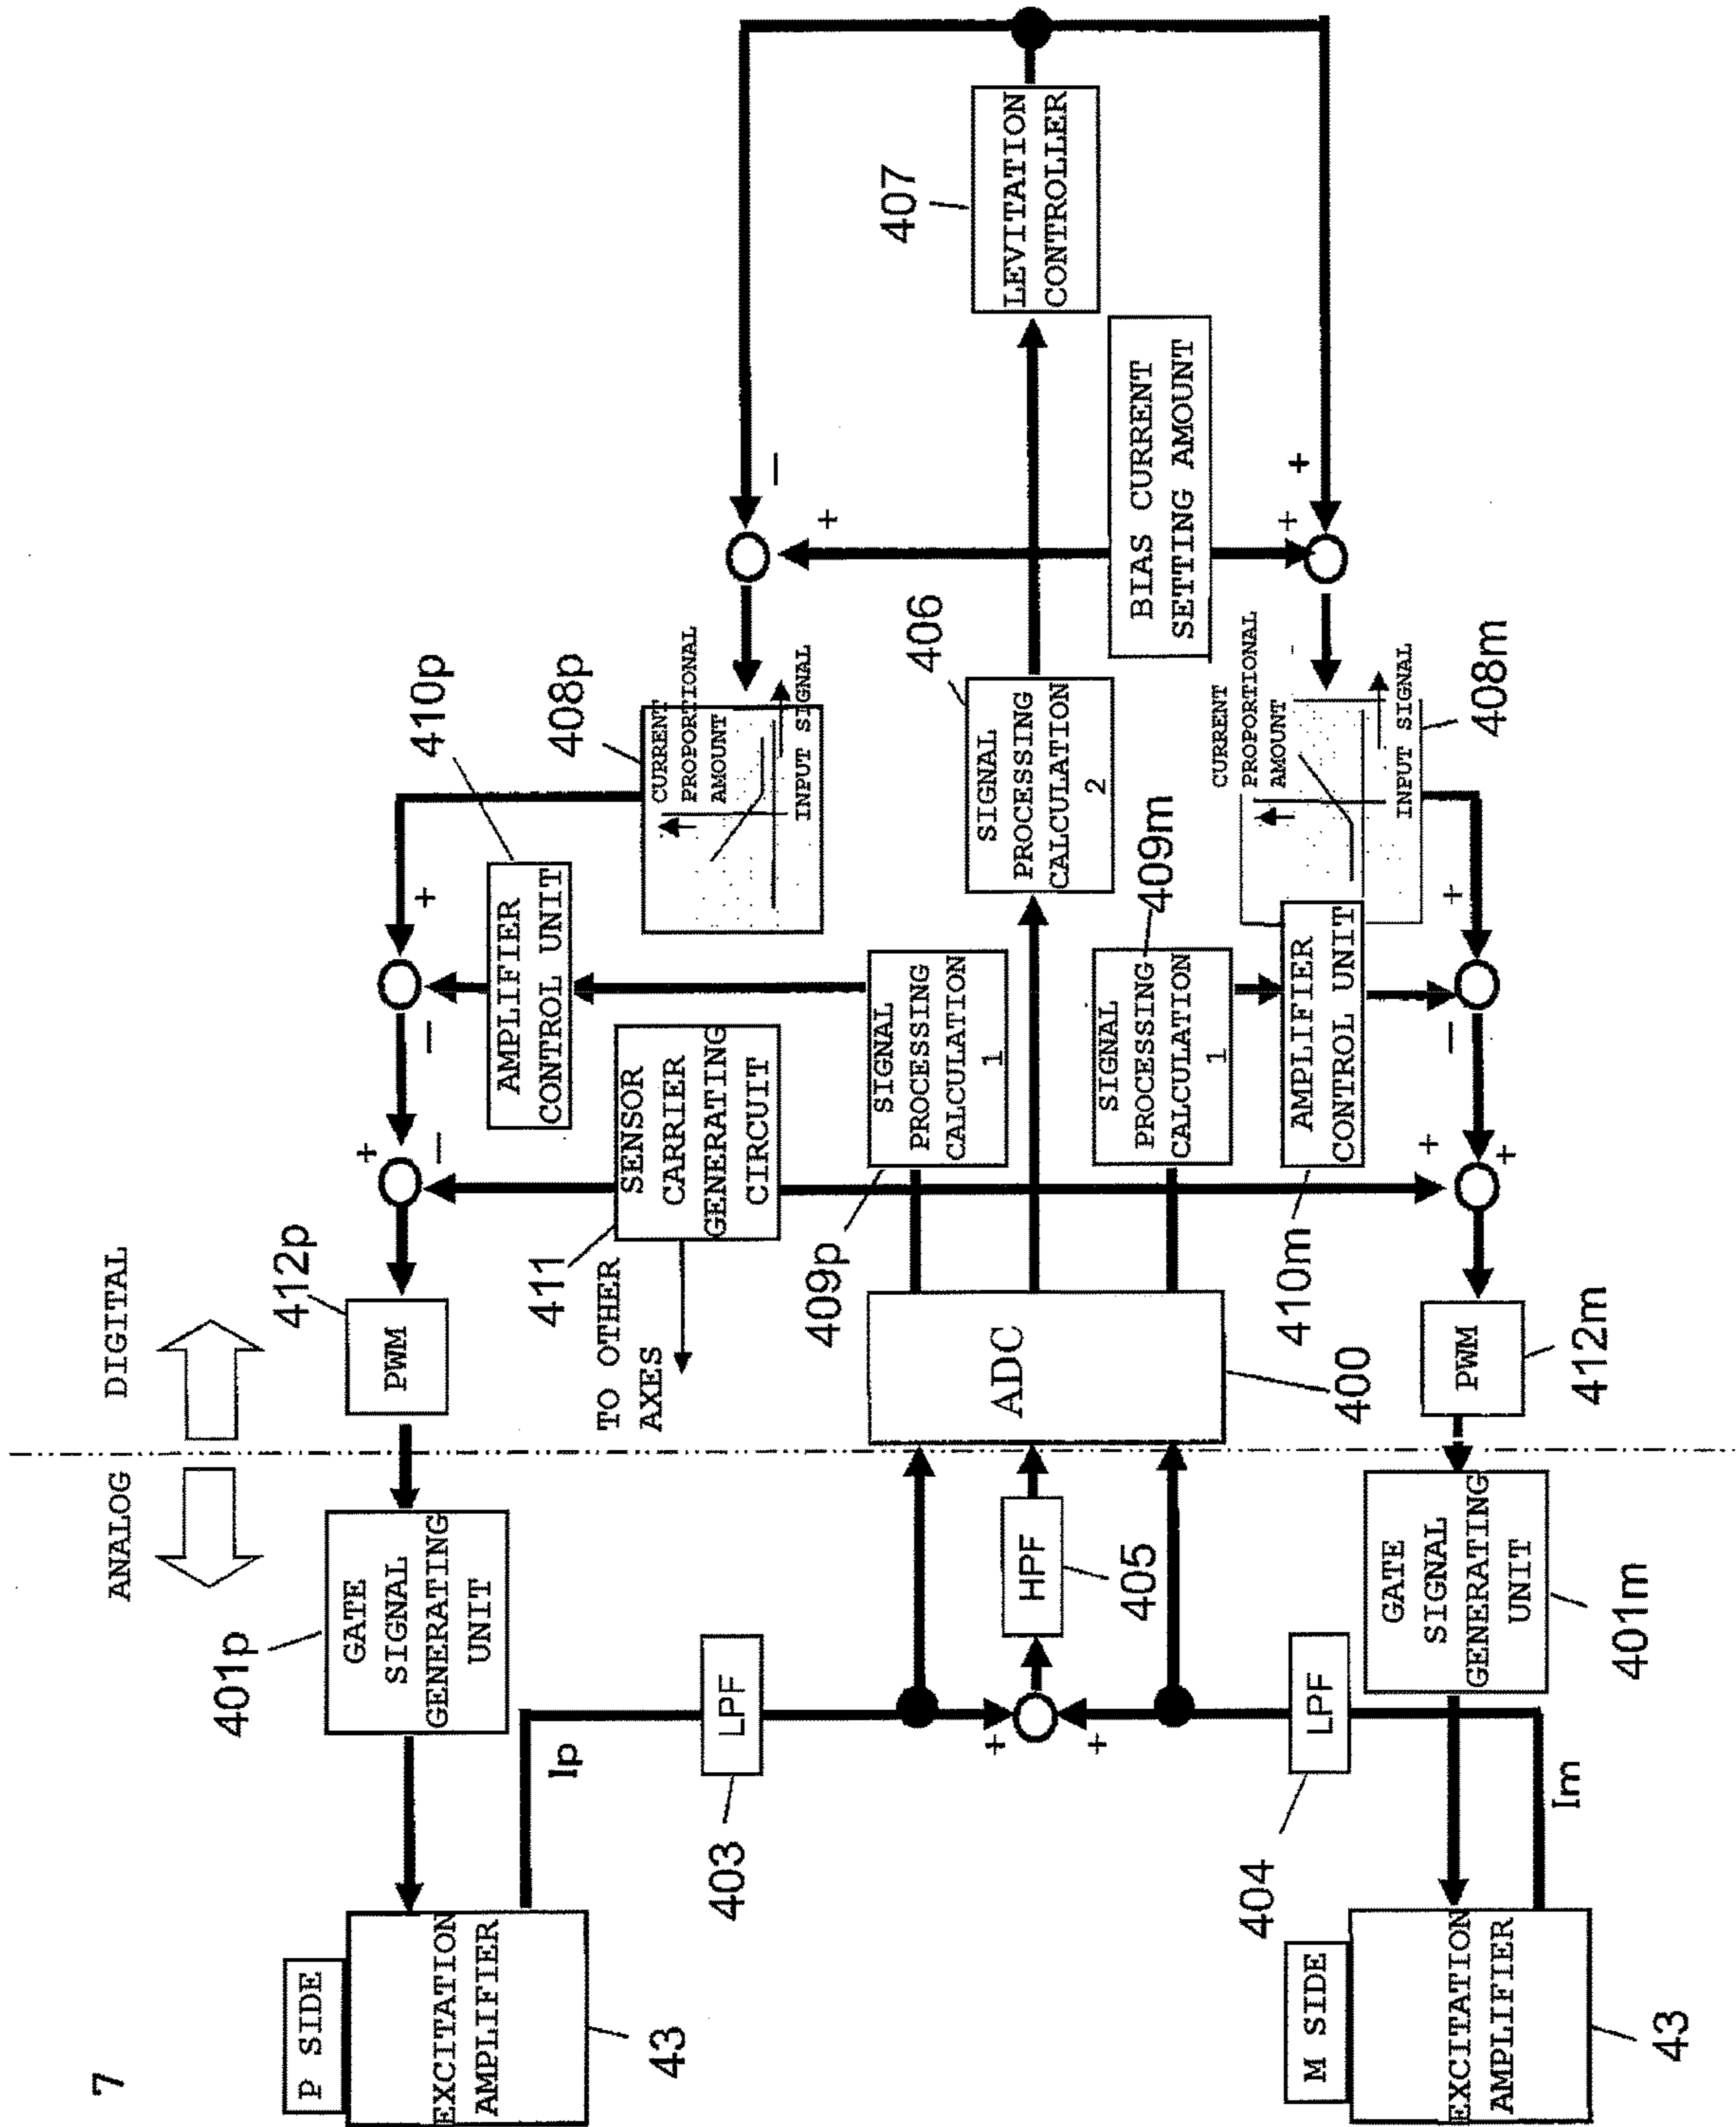 7
P SIDE
EXCITATION
AMPLIFIER
43
401p
GATE
SIGNAL
GENERATING
UNIT
ANALOG
DIGITAL
412p
PWM
Ip
403
LPF
411
SENSOR
CARRIER
GENERATING
CIRCUIT
TO OTHER
AXES
410p
AMPLIFIER
CONTROL UNIT
408p
CURRENT
PROPORTIONAL
AMOUNT
INPUT SIGNAL
+
−
+
−
−
+
409p
SIGNAL
PROCESSING
CALCULATION
1
406
SIGNAL
PROCESSING
CALCULATION
2
407
LEVITATION
CONTROLLER
ADC
400
HPF
405
+
+
409m
SIGNAL
PROCESSING
CALCULATION
1
BIAS CURRENT
SETTING AMOUNT
+
+
CURRENT
PROPORTIONAL
AMOUNT
INPUT SIGNAL
408m
410m
AMPLIFIER
CONTROL UNIT
+
−
+
+
404
LPF
Im
M SIDE
EXCITATION
AMPLIFIER
43
GATE
SIGNAL
GENERATING
UNIT
401m
PWM
412m